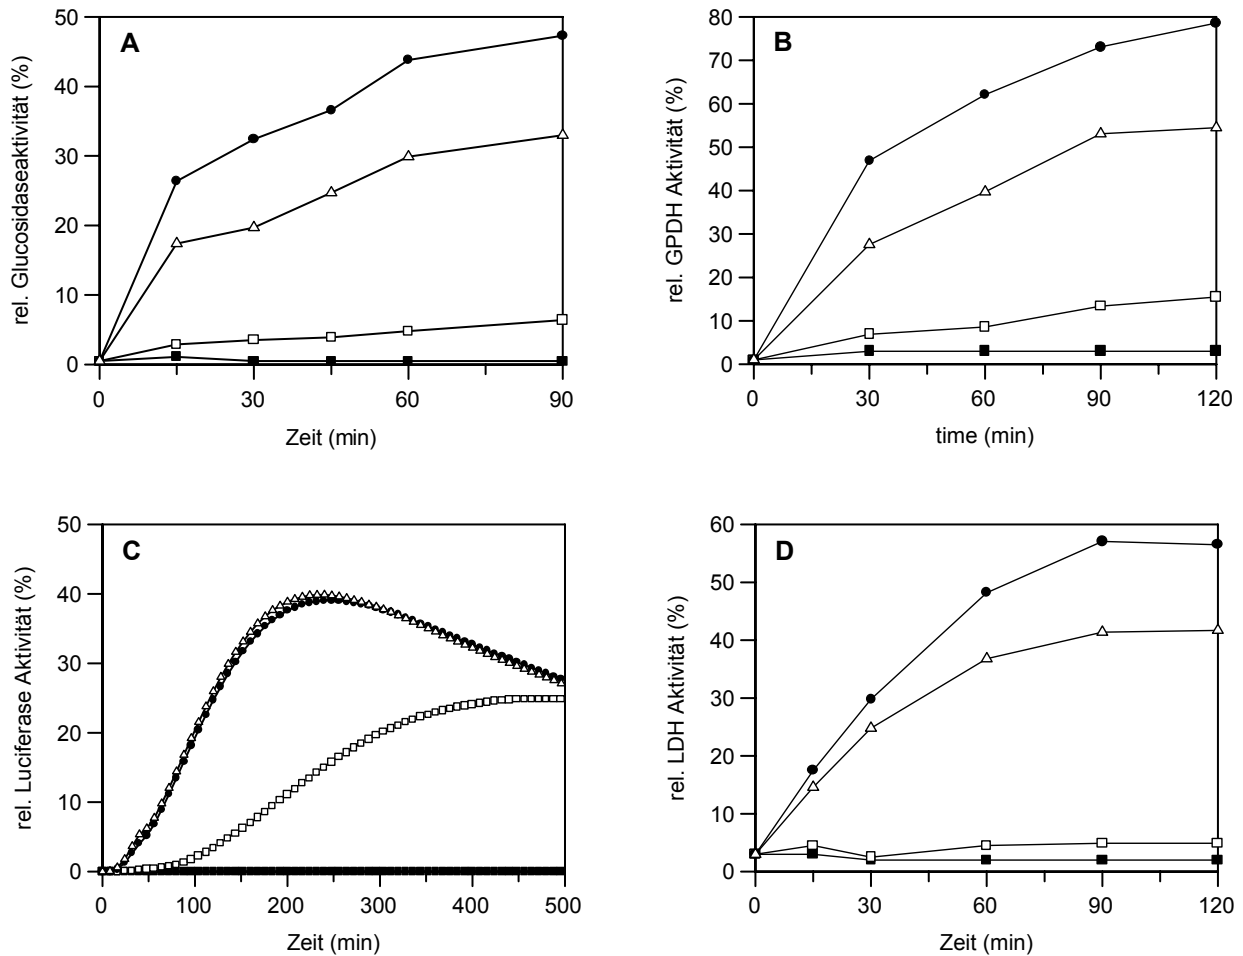 A
rel. Glucosidaseaktivität (%)
50
40
30
20
10
0
0 30 60 90
Zeit (min)
B
rel. GPDH Aktivität (%)
80
70
60
50
40
30
20
10
0
0 30 60 90 120
time (min)
C
rel. Luciferase Aktivität (%)
50
40
30
20
10
0
0 100 200 300 400 500
Zeit (min)
D
rel. LDH Aktivität (%)
60
50
40
30
20
10
0
0 30 60 90 120
Zeit (min)